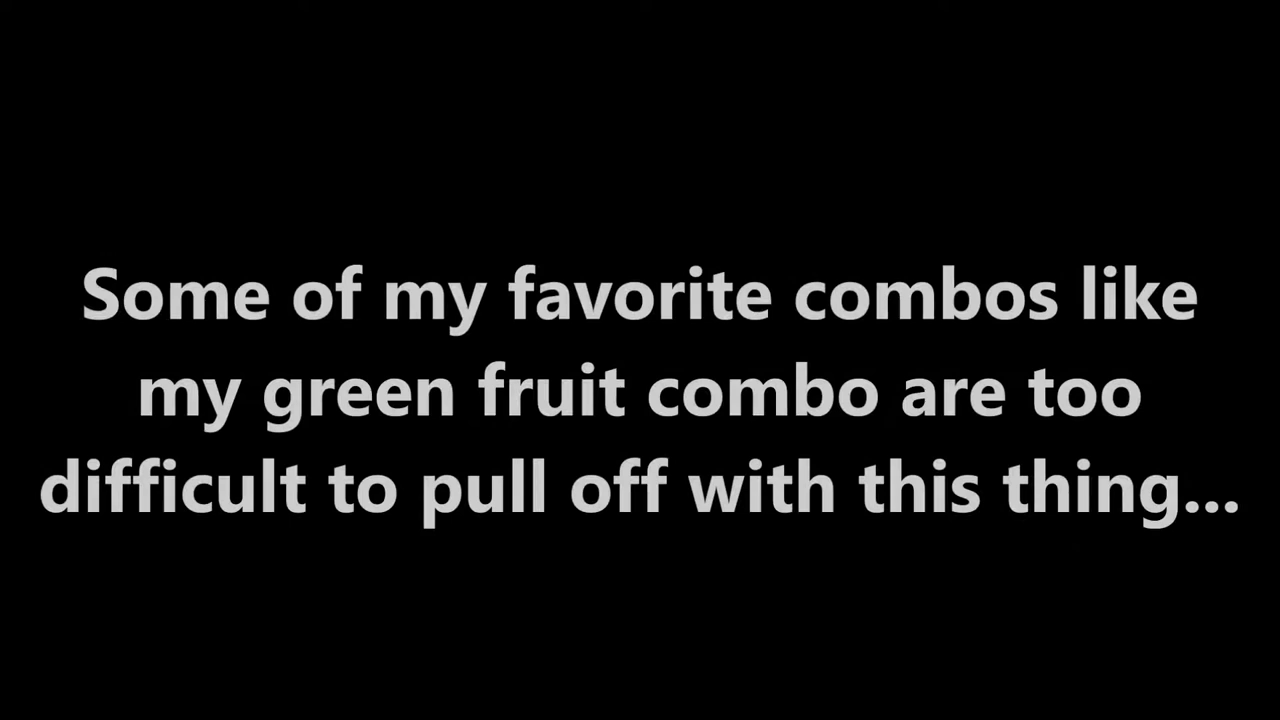 Some of my favorite combos like
my green fruit combo are too
difficult to pull off with this thing...